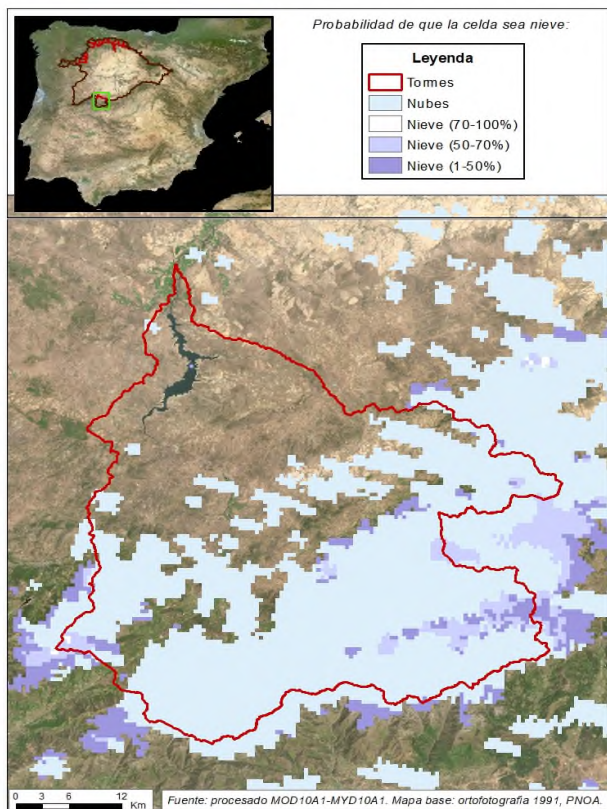 Probabilidad de que la celda sea nieve:
Leyenda
Tormes
Nubes
Nieve (70-100%)
Nieve (50-70%)
Nieve (1-50%)
0 3 6 12
Km
Fuente: procesado MOD10A1-MYD10A1. Mapa base: ortofotografía 1991, PNOA